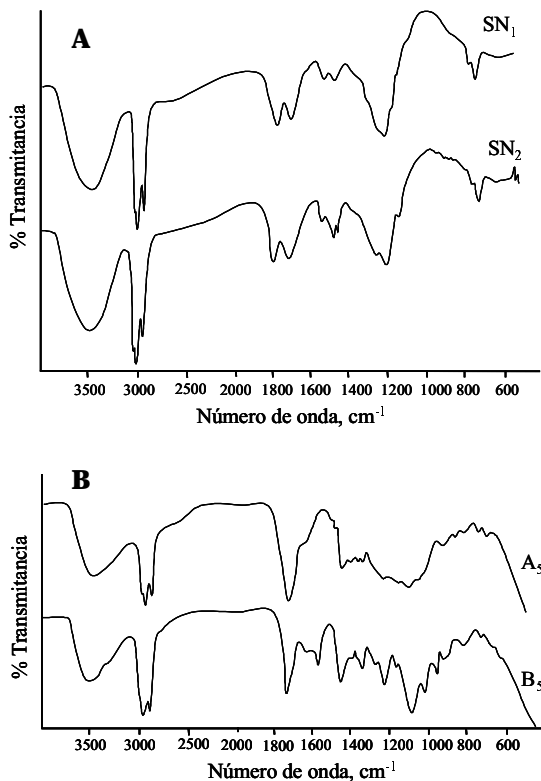 A
SN1
SN2
% Transmitancia
3500 3000 2500 2000 1800 1600 1400 1200 1000 800 600
Número de onda, cm-1
B
A5
B5
% Transmitancia
3500 3000 2500 2000 1800 1600 1400 1200 1000 800 600
Número de onda, cm-1